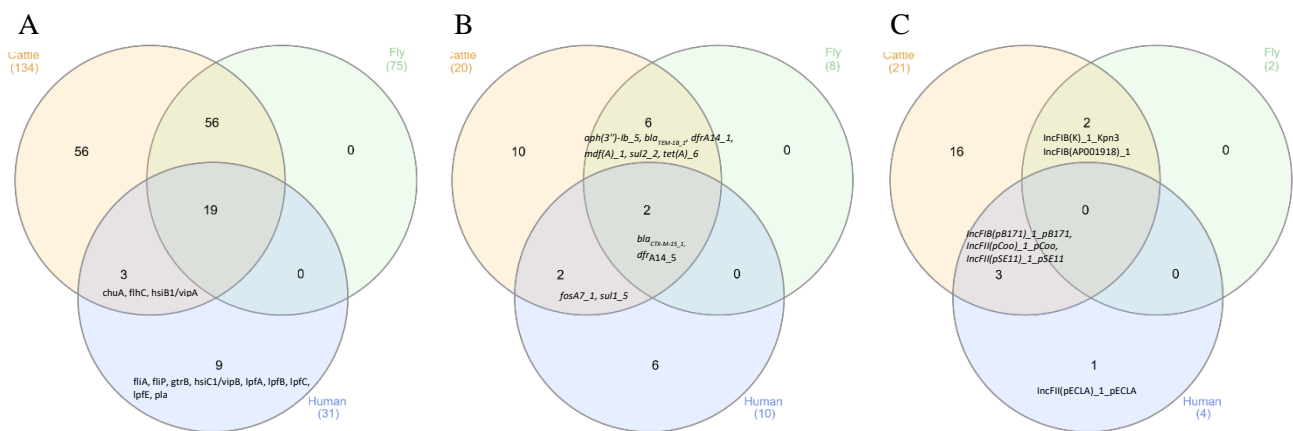 A
Cattle
(134)
Fly
(75)
56
56
0
19
3
0
chuA, flhC, hsiB1/vipA
9
fliA, fliP, gtrB, hsiC1/vipB, lpfA, lpfB, lpfC,
lpfE, pla
Human
(31)
B
Cattle
(20)
Fly
(8)
6
aph(3'')-Ib_5, blaTEM-1B_1, dfrA14_1,
mdf(A)_1, sul2_2, tet(A)_6
10
0
2
blaCTX-M-15_1,
dfrA14_5
2
0
fosA7_1, sul1_5
6
Human
(10)
C
Cattle
(21)
Fly
(2)
2
IncFIB(K)_1_Kpn3
IncFIB(AP001918)_1
16
0
0
IncFIB(pB171)_1_pB171,
IncFII(pCoo)_1_pCoo,
IncFII(pSE11)_1_pSE11
3
0
1
IncFII(pECLA)_1_pECLA
Human
(4)